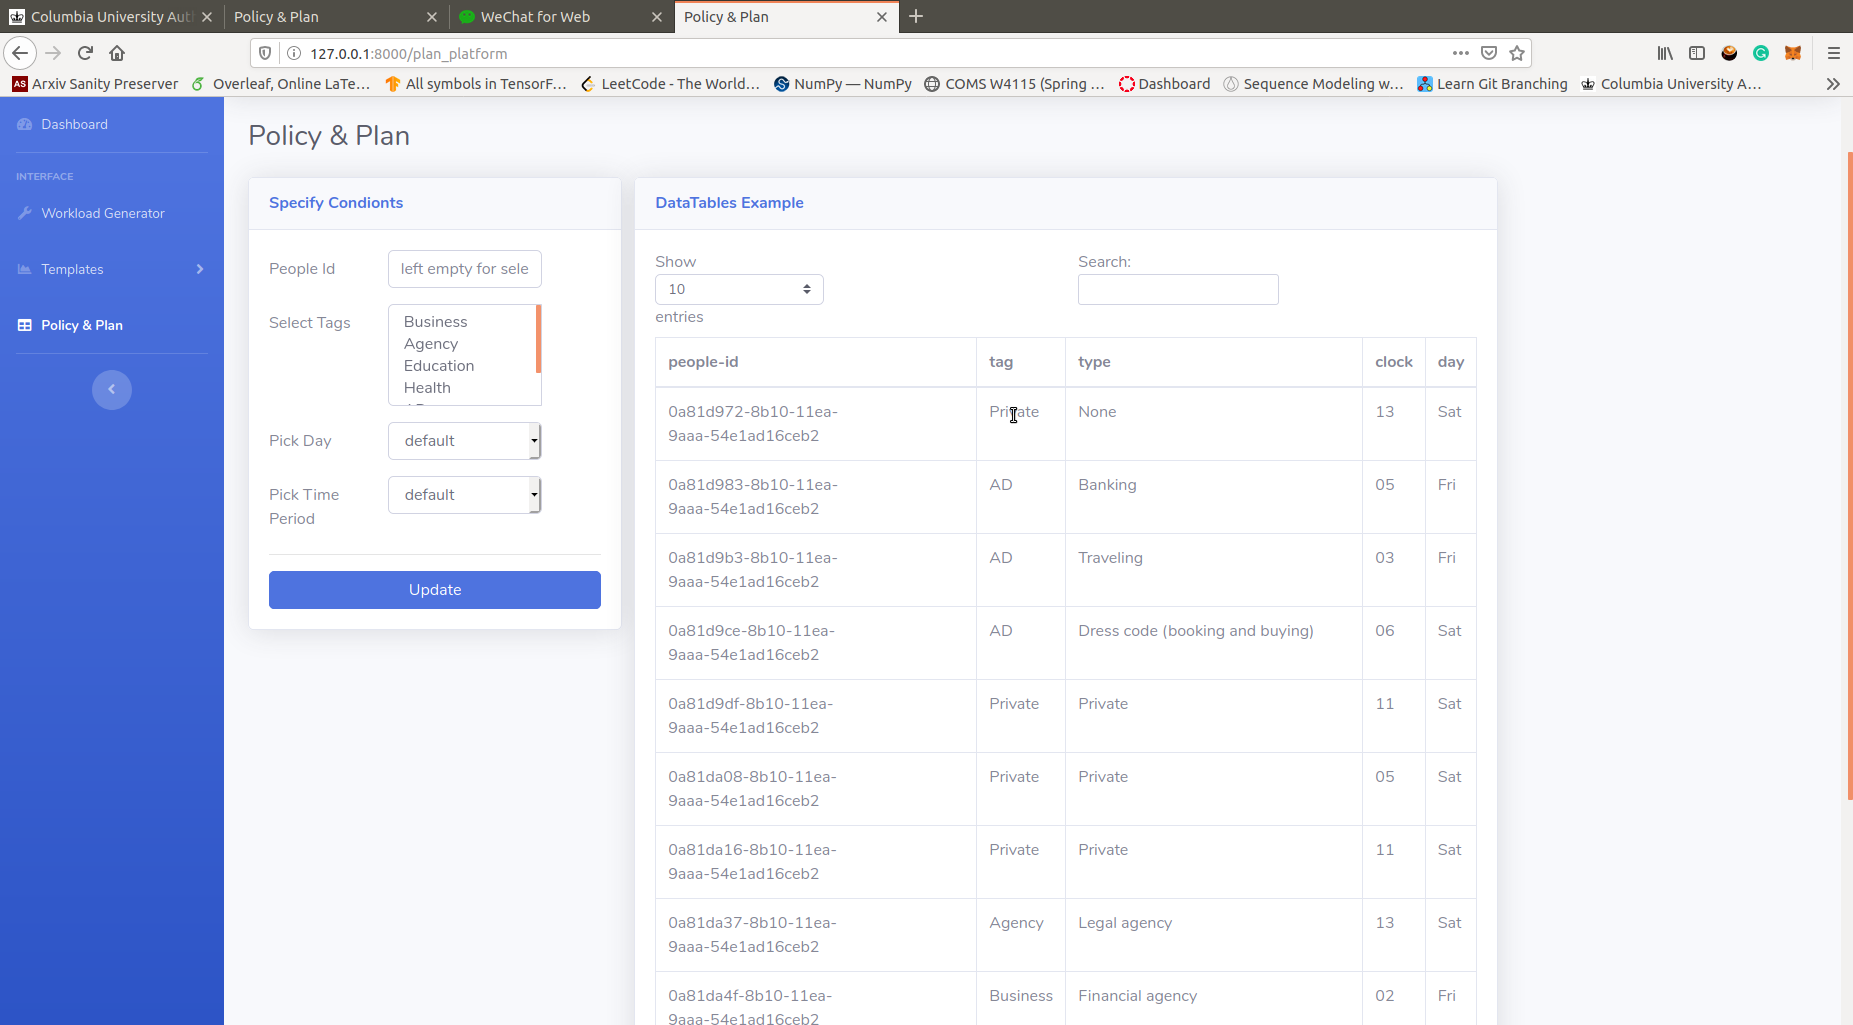 Columbia University Aut
Policy & Plan
WeChat for Web
Policy & Plan
127.0.0.1:8000/plan_platform
Arxiv Sanity Preserver
Overleaf, Online LaTe...
All symbols in TensorF...
LeetCode - The World...
NumPy — NumPy
COMS W4115 (Spring ...
Dashboard
Sequence Modeling w...
Learn Git Branching
Columbia University A...
Dashboard
INTERFACE
Workload Generator
Templates
Policy & Plan
Policy & Plan
Specify Condionts
People Id
left empty for sele
Select Tags
Business
Agency
Education
Health
Pick Day
default
Pick Time
Period
default
Update
DataTables Example
Show
10
entries
Search:
people-id tag type clock day
0a81d972-8b10-11ea- Private None 13 Sat
9aaa-54e1ad16ceb2
0a81d983-8b10-11ea- AD Banking 05 Fri
9aaa-54e1ad16ceb2
0a81d9b3-8b10-11ea- AD Traveling 03 Fri
9aaa-54e1ad16ceb2
0a81d9ce-8b10-11ea- AD Dress code (booking and buying) 06 Sat
9aaa-54e1ad16ceb2
0a81d9df-8b10-11ea- Private Private 11 Sat
9aaa-54e1ad16ceb2
0a81da08-8b10-11ea- Private Private 05 Sat
9aaa-54e1ad16ceb2
0a81da16-8b10-11ea- Private Private 11 Sat
9aaa-54e1ad16ceb2
0a81da37-8b10-11ea- Agency Legal agency 13 Sat
9aaa-54e1ad16ceb2
0a81da4f-8b10-11ea- Business Financial agency 02 Fri
9aaa-54e1ad16ceb2